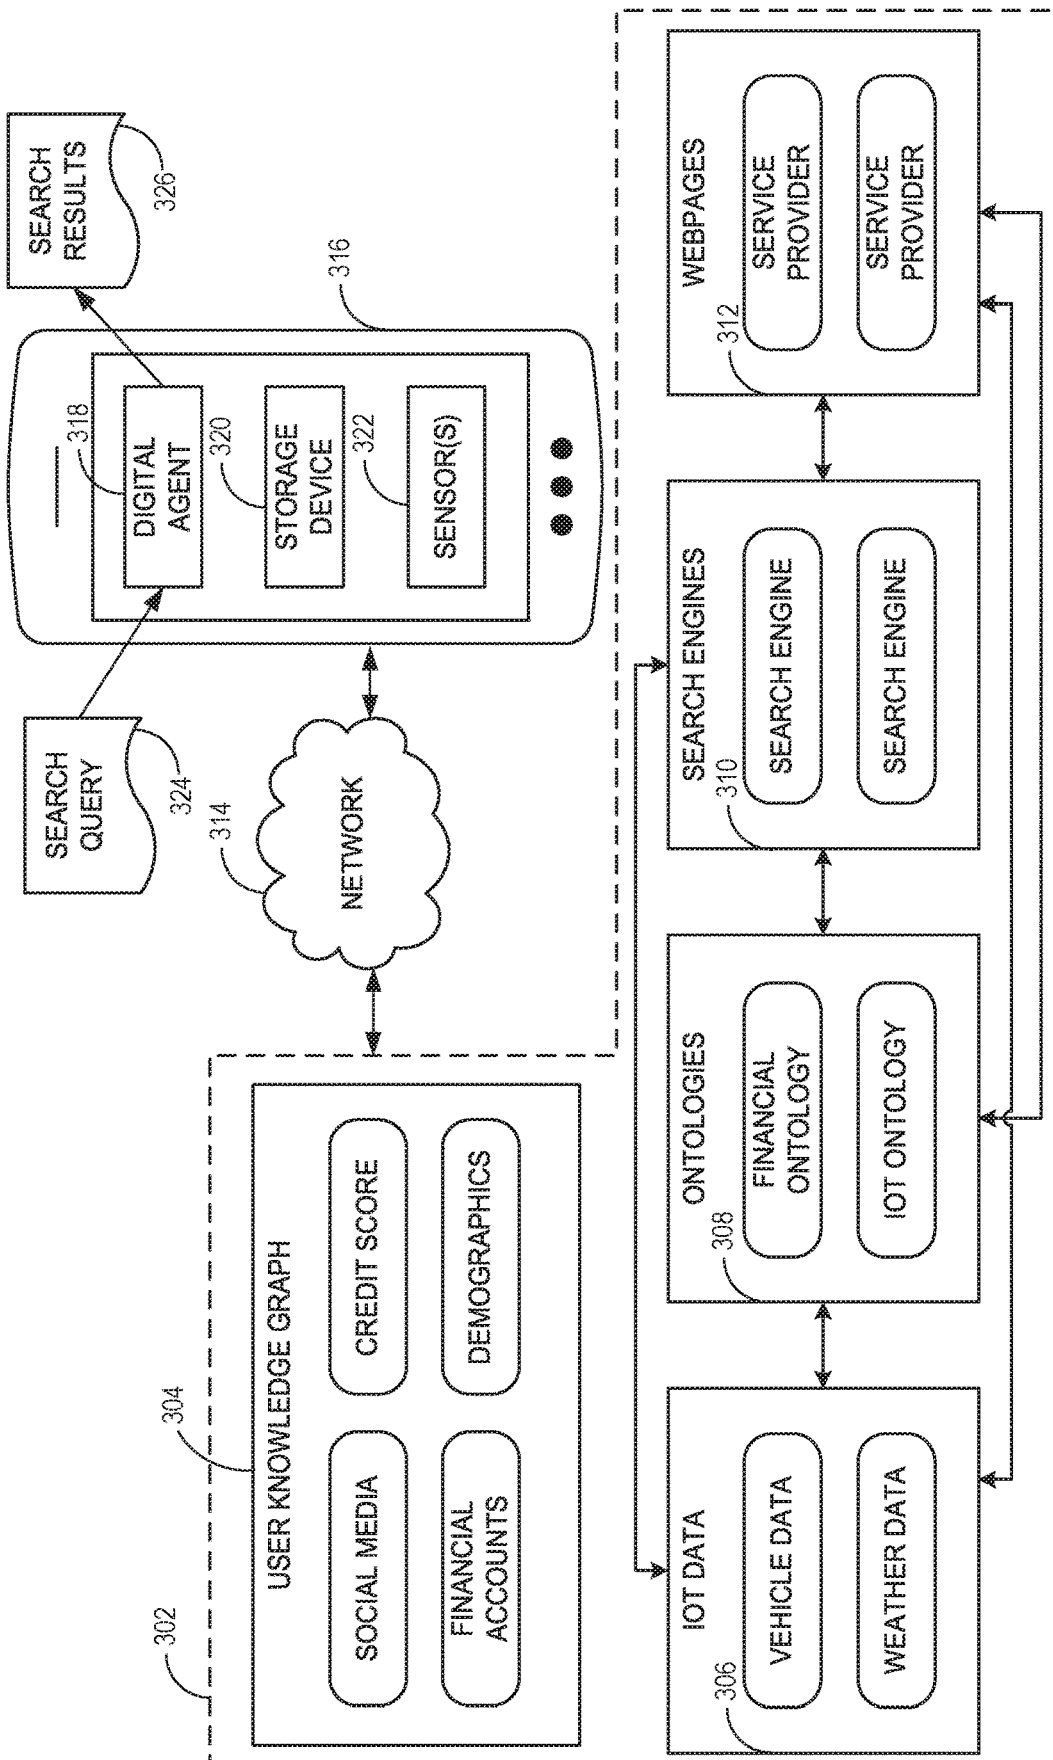 302
304
USER KNOWLEDGE GRAPH
SOCIAL MEDIA
CREDIT SCORE
FINANCIAL
ACCOUNTS
DEMOGRAPHICS
314
NETWORK
SEARCH
QUERY
324
316
318
DIGITAL
AGENT
320
STORAGE
DEVICE
322
SENSOR(S)
SEARCH
RESULTS
326
IOT DATA
306
VEHICLE DATA
WEATHER DATA
ONTOLOGIES
308
FINANCIAL
ONTOLOGY
IOT ONTOLOGY
SEARCH ENGINES
310
SEARCH ENGINE
SEARCH ENGINE
WEBPAGES
312
SERVICE
PROVIDER
SERVICE
PROVIDER